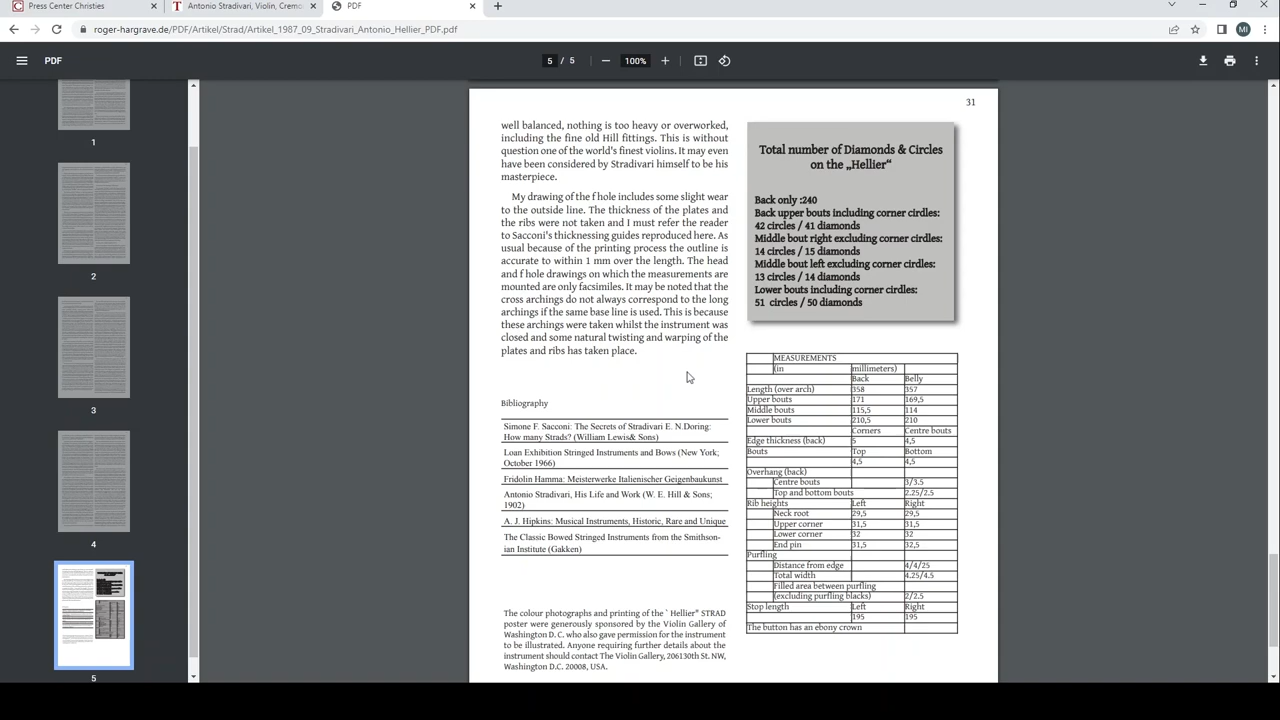 Press Center Christies
Antonio Stradivari, Violin, Cremo
PDF
roger-hargrave.de/PDF/Artikel/Strad/Artikel_1987_09_Stradivari_Antonio_Hellier_PDF.pdf
MI
PDF
5 / 5
100%
1
2
3
4
5
31
well balanced, nothing is too heavy or overworked,
including the fine old Hill fittings. This is without
question one of the world's finest violins. It may even
have been considered by Stradivari himself to be his
masterpiece.
My drawing of the f hole includes some slight wear
to the outside line. The thickness of the plates and
the ribs were not taken and I must refer the reader
to Sacconi's thicknessing guides reproduced here. As
usual because of the printing process the outline is
accurate to within 1 mm over the length. The head
and f hole drawings on which the measurements are
mounted are only facsimiles. It may be noted that the
cross archings do not always correspond to the long
archings if the same base line is used. This is because
these archings were taken whilst the instrument was
closed and some natural twisting and warping of the
plates and ribs has taken place.
Bibliography
Simone F. Sacconi: The Secrets of Stradivari E. N.Doring:
How many Strads? (William Lewis& Sons)
Loan Exhibition Stringed Instruments and Bows (New York;
October 1966)
Fridolin Hamma: Meisterwerke Italienischer Geigenbaukunst
Antonio Stradivari, His Life and Work (W. E. Hill & Sons;
1902)
A. J. Hipkins: Musical Instruments, Historic, Rare and Unique
The Classic Bowed Stringed Instruments from the Smithson-
ian Institute (Gakken)
The colour photographs and printing of the ` Hellier" STRAD
poster were generously sponsored by the Violin Gallery of
Washington D. C. who also gave permission for the instrument
to be illustrated. Anyone requiring further details about the
instrument should contact The Violin Gallery, 206130th St. NW,
Washington D.C. 20008, USA.
Total number of Diamonds & Circles
on the „Hellier“
Back only :240
Back upper bouts including corner cirdles:
42 circles / 41 diamonds
Middle bout right excluding corner cirdles:
14 circles / 15 diamonds
Middle bout left excluding corner cirdles:
13 circles / 14 diamonds
Lower bouts including corner cirdles:
51 circles / 50 diamonds
MEASUREMENTS
(in millimeters)
Back Belly
Length (over arch) 358 357
Upper bouts 171 169,5
Middle bouts 115,5 114
Lower bouts 210,5 210
Corners Centre bouts
Edge thickness (back) 5 4,5
Bouts Top Bottom
4,5 4,5
Overhang (back)
Centre bouts 3/3.5
Top and bottom bouts 2.25/2.5
Rib heights Left Right
Neck root 29,5 29,5
Upper corner 31,5 31,5
Lower corner 32 32
End pin 31,5 32,5
Purfling
Distance from edge 4/4/25
Total width 4.25/4.5
Filled area between purfling
(excluding purfling blacks) 2/2.5
Stop length Left Right
195 195
The button has an ebony crown